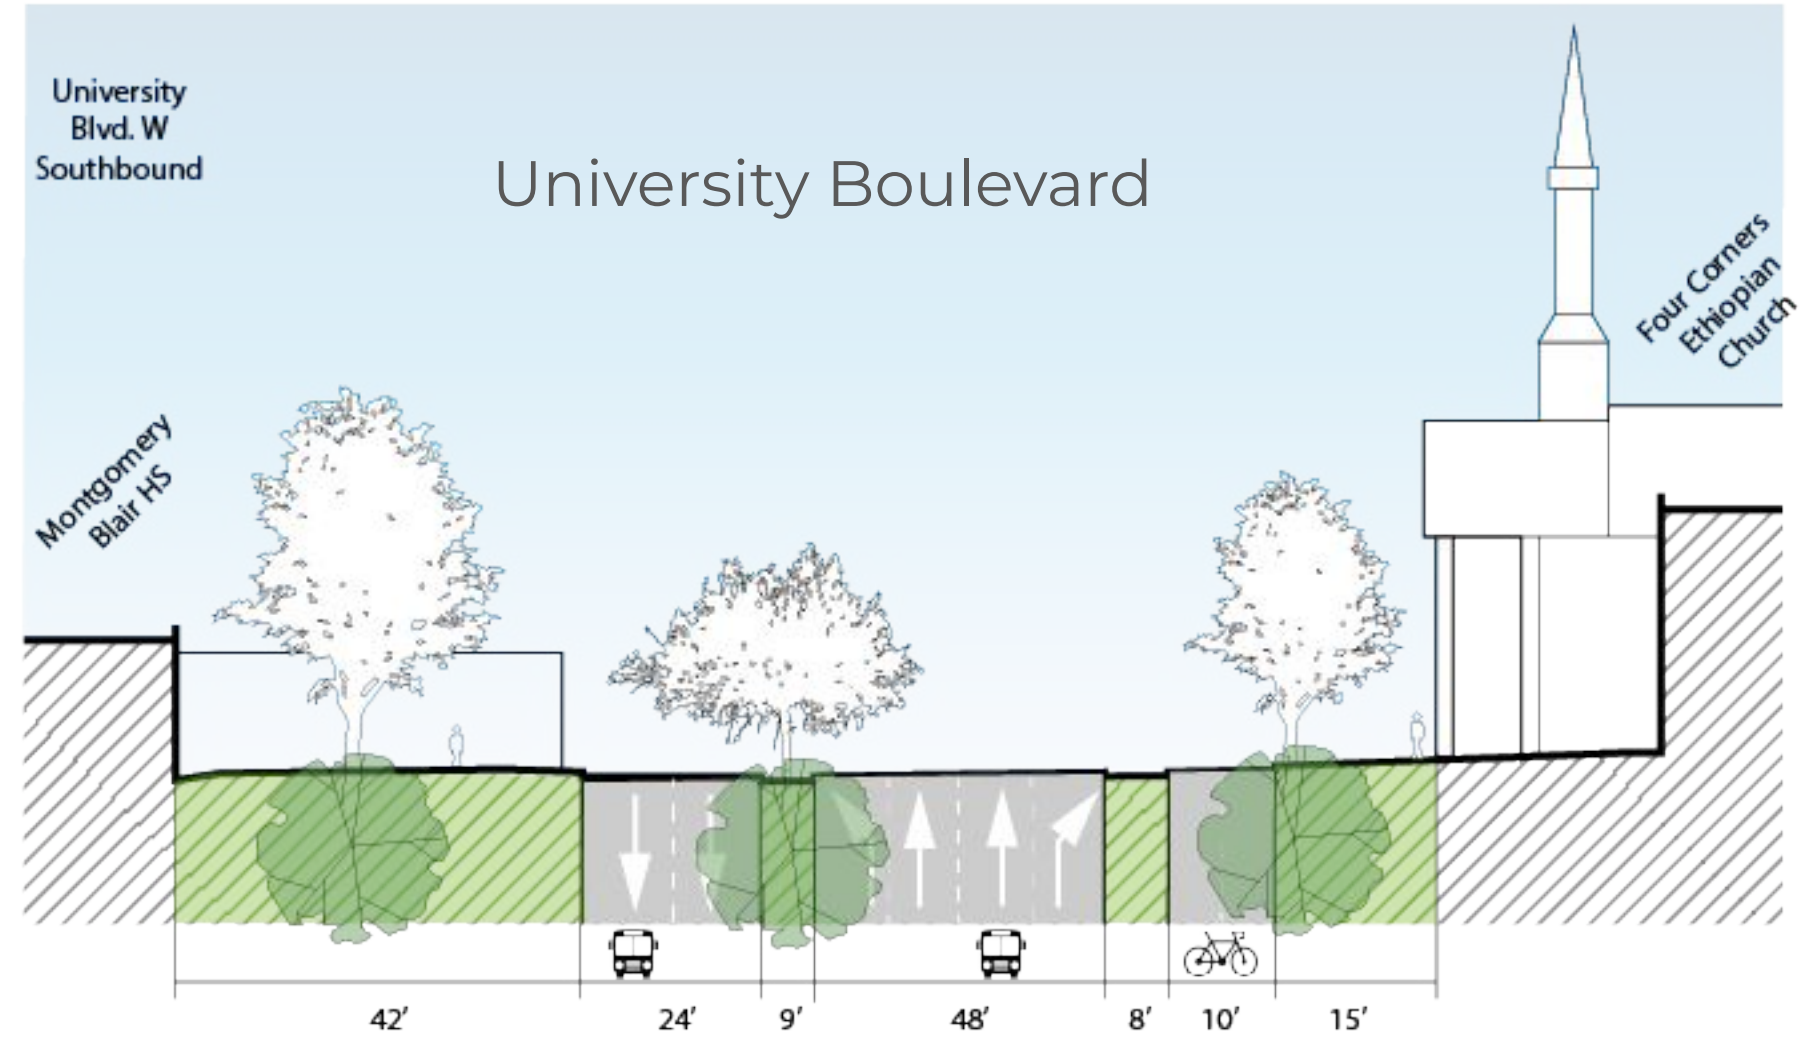 University
Blvd. W
Southbound
University Boulevard
Four Corners
Ethiopian
Church
Montgomery
Blair HS
42′
24′
9′
48′
8′
10′
15′